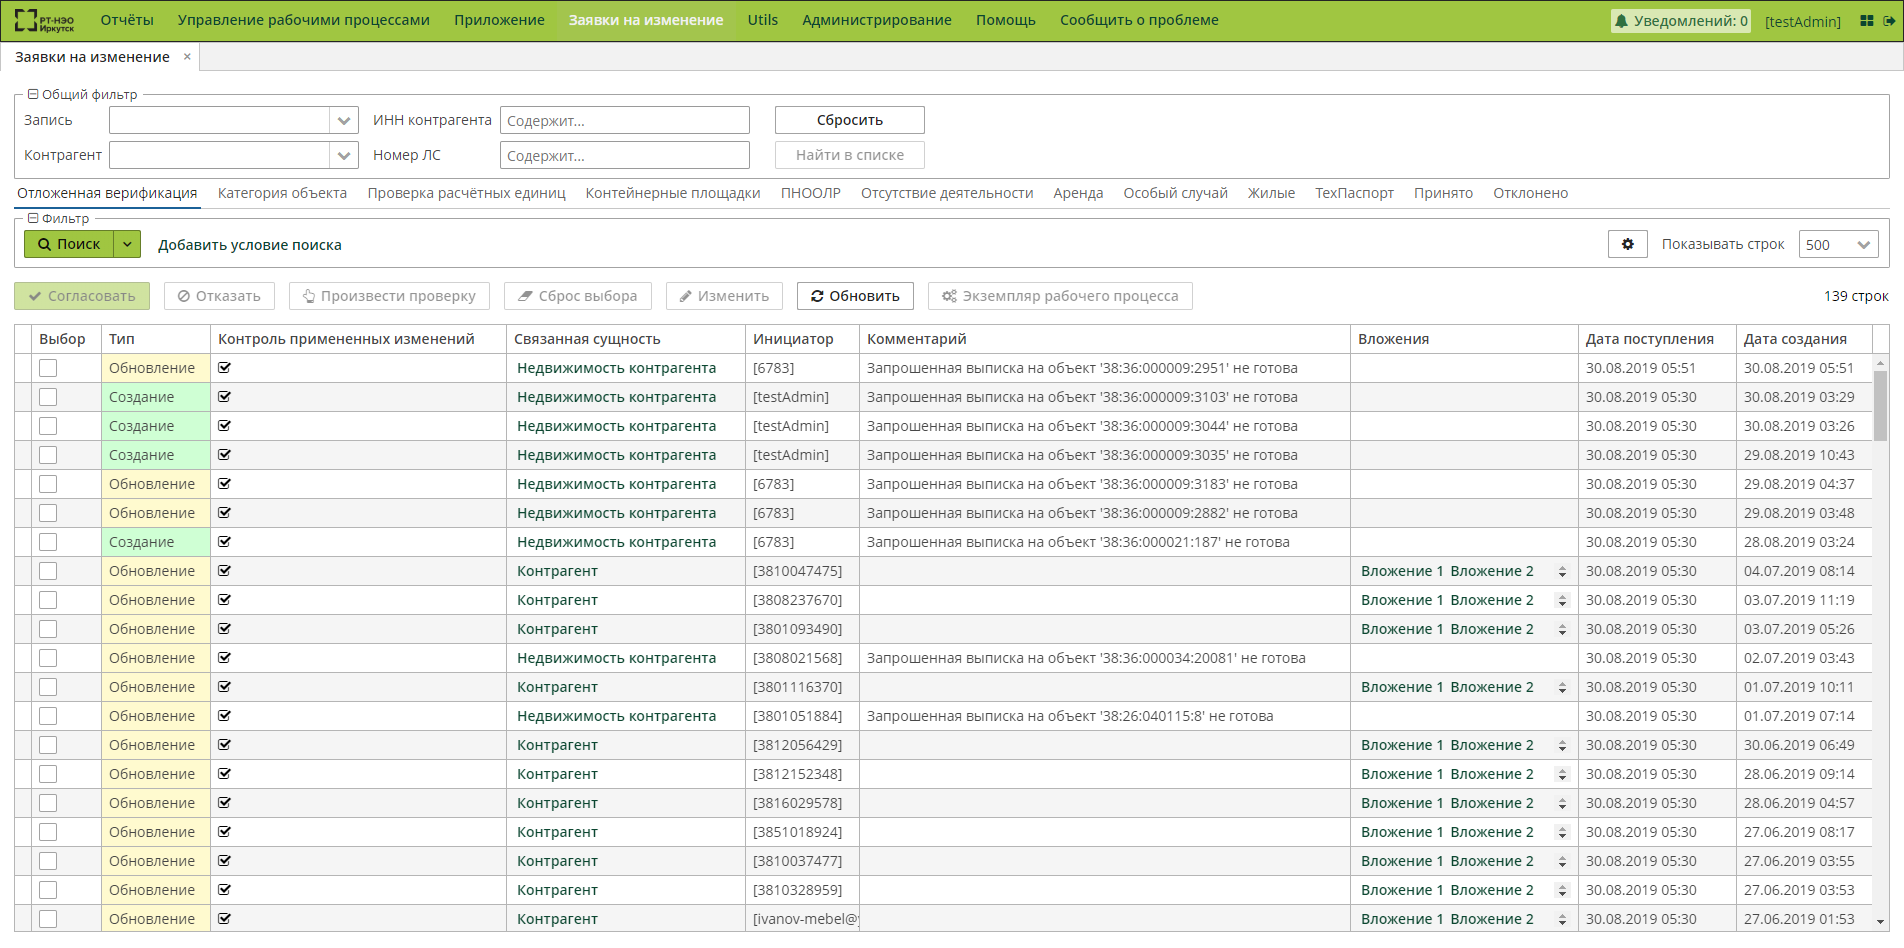 РТ-НЭО Иркутск Отчёты Управление рабочими процессами Приложение Заявки на изменение Utils Администрирование Помощь Сообщить о проблеме Уведомлений: 0 [testAdmin]
Заявки на изменение ×
Общий фильтр
Запись ИНН контрагента Содержит... Сбросить
Контрагент Номер ЛС Содержит... Найти в списке
Отложенная верификация Категория объекта Проверка расчётных единиц Контейнерные площадки ПНООЛР Отсутствие деятельности Аренда Особый случай Жилые ТехПаспорт Принято Отклонено
Фильтр
Поиск Добавить условие поиска Показывать строк 500
Согласовать Отказать Произвести проверку Сброс выбора Изменить Обновить Экземпляр рабочего процесса 139 строк
Выбор Тип Контроль примененных изменений Связанная сущность Инициатор Комментарий Вложения Дата поступления Дата создания
Обновление Недвижимость контрагента [6783] Запрошенная выписка на объект '38:36:000009:2951' не готова 30.08.2019 05:51 30.08.2019 05:51
Создание Недвижимость контрагента [testAdmin] Запрошенная выписка на объект '38:36:000009:3103' не готова 30.08.2019 05:30 30.08.2019 03:29
Создание Недвижимость контрагента [testAdmin] Запрошенная выписка на объект '38:36:000009:3044' не готова 30.08.2019 05:30 30.08.2019 03:26
Создание Недвижимость контрагента [testAdmin] Запрошенная выписка на объект '38:36:000009:3035' не готова 30.08.2019 05:30 29.08.2019 10:43
Обновление Недвижимость контрагента [6783] Запрошенная выписка на объект '38:36:000009:3183' не готова 30.08.2019 05:30 29.08.2019 04:37
Обновление Недвижимость контрагента [6783] Запрошенная выписка на объект '38:36:000009:2882' не готова 30.08.2019 05:30 29.08.2019 03:48
Создание Недвижимость контрагента [6783] Запрошенная выписка на объект '38:36:000021:187' не готова 30.08.2019 05:30 28.08.2019 03:24
Обновление Контрагент [3810047475] Вложение 1 Вложение 2 30.08.2019 05:30 04.07.2019 08:14
Обновление Контрагент [3808237670] Вложение 1 Вложение 2 30.08.2019 05:30 03.07.2019 11:19
Обновление Контрагент [3801093490] Вложение 1 Вложение 2 30.08.2019 05:30 03.07.2019 05:26
Обновление Недвижимость контрагента [3808021568] Запрошенная выписка на объект '38:36:000034:20081' не готова 30.08.2019 05:30 02.07.2019 03:43
Обновление Контрагент [3801116370] Вложение 1 Вложение 2 30.08.2019 05:30 01.07.2019 10:11
Обновление Недвижимость контрагента [3801051884] Запрошенная выписка на объект '38:26:040115:8' не готова 30.08.2019 05:30 01.07.2019 07:14
Обновление Контрагент [3812056429] Вложение 1 Вложение 2 30.08.2019 05:30 30.06.2019 06:49
Обновление Контрагент [3812152348] Вложение 1 Вложение 2 30.08.2019 05:30 28.06.2019 09:14
Обновление Контрагент [3816029578] Вложение 1 Вложение 2 30.08.2019 05:30 28.06.2019 04:57
Обновление Контрагент [3851018924] Вложение 1 Вложение 2 30.08.2019 05:30 27.06.2019 08:17
Обновление Контрагент [3810037477] Вложение 1 Вложение 2 30.08.2019 05:30 27.06.2019 03:55
Обновление Контрагент [3810328959] Вложение 1 Вложение 2 30.08.2019 05:30 27.06.2019 03:53
Обновление Контрагент [ivanov-mebel@ Вложение 1 Вложение 2 30.08.2019 05:30 27.06.2019 01:53